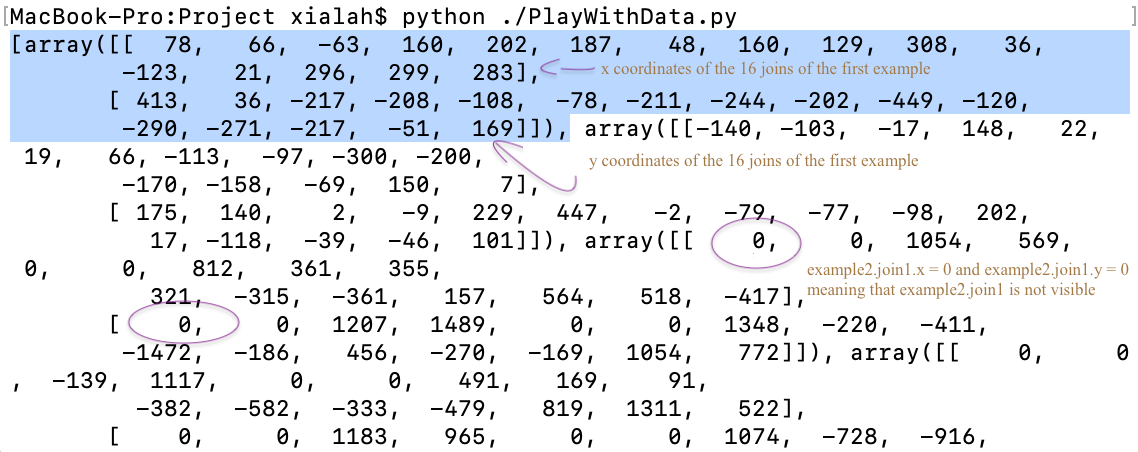 [MacBook-Pro:Project xialah$ python ./PlayWithData.py ]
[array([[ 78, 66, -63, 160, 202, 187, 48, 160, 129, 308, 36,
-123, 21, 296, 299, 283], x coordinates of the 16 joins of the first example
[ 413, 36, -217, -208, -108, -78, -211, -244, -202, -449, -120,
-290, -271, -217, -51, 169]]), array([[-140, -103, -17, 148, 22,
19, 66, -113, -97, -300, -200, y coordinates of the 16 joins of the first example
-170, -158, -69, 150, 7],
[ 175, 140, 2, -9, 229, 447, -2, -79, -77, -98, 202,
17, -118, -39, -46, 101]]), array([[ 0, 0, 1054, 569,
0, 0, 812, 361, 355, example2.join1.x = 0 and example2.join1.y = 0
meaning that example2.join1 is not visible
321, -315, -361, 157, 564, 518, -417],
[ 0, 0, 1207, 1489, 0, 0, 1348, -220, -411,
-1472, -186, 456, -270, -169, 1054, 772]]), array([[ 0, 0
, -139, 1117, 0, 0, 491, 169, 91,
-382, -582, -333, -479, 819, 1311, 522],
[ 0, 0, 1183, 965, 0, 0, 1074, -728, -916,